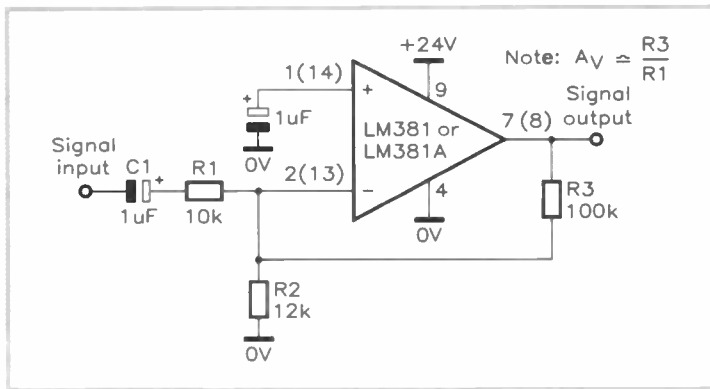 +24V
Note: AV ≃ R3
R1
1(14)
+
9
+
1uF
0V
LM381 or
LM381A
7(8)
Signal
output
Signal
input
C1
+
1uF
R1
10k
2(13)
−
4
0V
R3
100k
R2
12k
0V